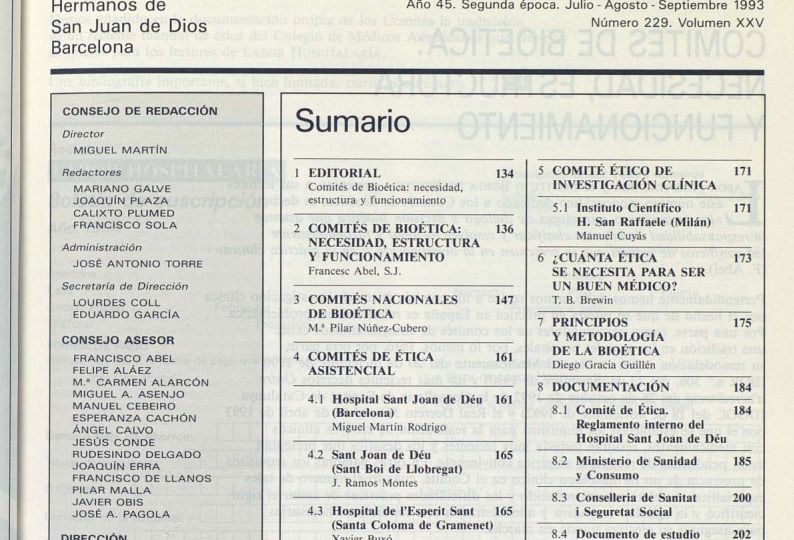 Hermanos de
San Juan de Dios
Barcelona
Año 45. Segunda época. Julio - Agosto - Septiembre 1993
Número 229. Volumen XXV
CONSEJO DE REDACCIÓN
Director
MIGUEL MARTÍN
Redactores
MARIANO GALVE
JOAQUÍN PLAZA
CALIXTO PLUMED
FRANCISCO SOLA
Administración
JOSÉ ANTONIO TORRE
Secretaría de Dirección
LOURDES COLL
EDUARDO GARCÍA
CONSEJO ASESOR
FRANCISCO ABEL
FELIPE ALÁEZ
M.ª CARMEN ALARCÓN
MIGUEL A. ASENJO
MANUEL CEBEIRO
ESPERANZA CACHÓN
ÁNGEL CALVO
JESÚS CONDE
RUDESINDO DELGADO
JOAQUÍN ERRA
FRANCISCO DE LLANOS
PILAR MALLA
JAVIER OBIS
JOSÉ A. PAGOLA
DIRECCIÓN
Sumario
1 EDITORIAL 134
Comités de Bioética: necesidad,
estructura y funcionamiento
2 COMITÉS DE BIOÉTICA: 136
NECESIDAD, ESTRUCTURA
Y FUNCIONAMIENTO
Francesc Abel, S.J.
3 COMITÉS NACIONALES 147
DE BIOÉTICA
M.ª Pilar Núñez-Cubero
4 COMITÉS DE ÉTICA 161
ASISTENCIAL
4.1 Hospital Sant Joan de Déu 161
(Barcelona)
Miguel Martín Rodrigo
4.2 Sant Joan de Déu 165
(Sant Boi de Llobregat)
J. Ramos Montes
4.3 Hospital de l'Esperit Sant 165
(Santa Coloma de Gramenet)
Xavier Buxó
5 COMITÉ ÉTICO DE 171
INVESTIGACIÓN CLÍNICA
5.1 Instituto Científico 171
H. San Raffaele (Milán)
Manuel Cuyás
6 ¿CUÁNTA ÉTICA 173
SE NECESITA PARA SER
UN BUEN MÉDICO?
T. B. Brewin
7 PRINCIPIOS 175
Y METODOLOGÍA
DE LA BIOÉTICA
Diego Gracia Guillén
8 DOCUMENTACIÓN 184
8.1 Comité de Ética. 184
Reglamento interno del
Hospital Sant Joan de Déu
8.2 Ministerio de Sanidad 185
y Consumo
8.3 Conselleria de Sanitat 200
i Seguretat Social
8.4 Documento de estudio 202